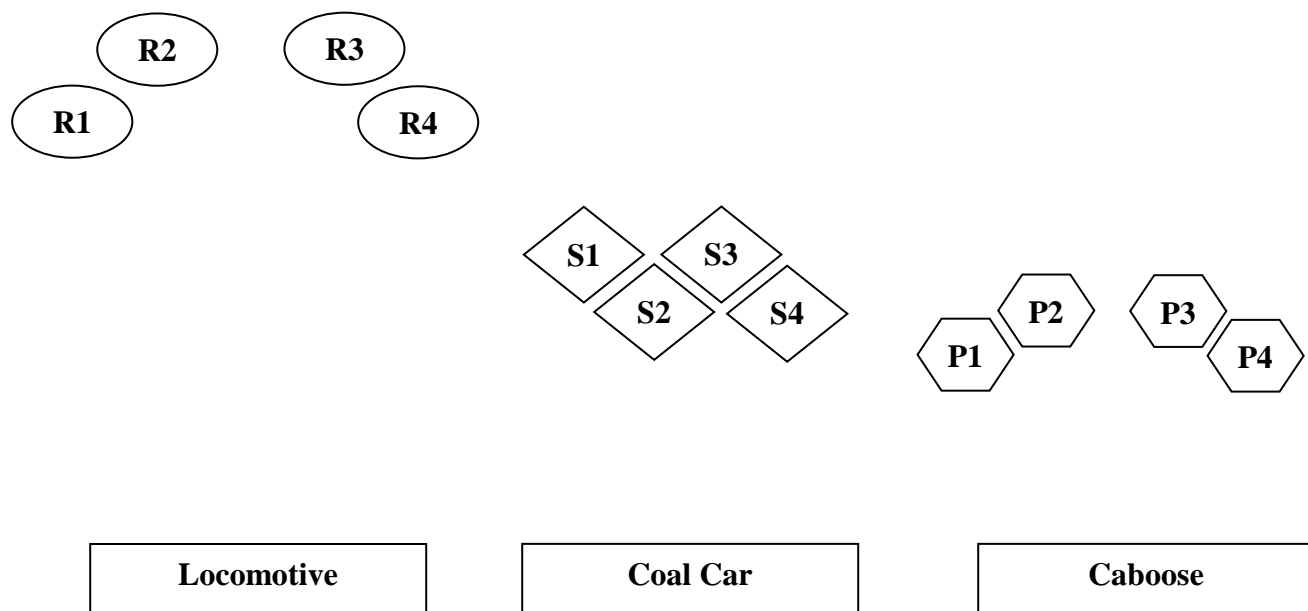 R2 R3
R1 R4
S1 S3
S2 S4
P2 P3
P1 P4
Locomotive Coal Car Caboose